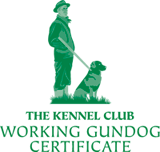 THE KENNEL CLUB
WORKING GUNDOG
CERTIFICATE